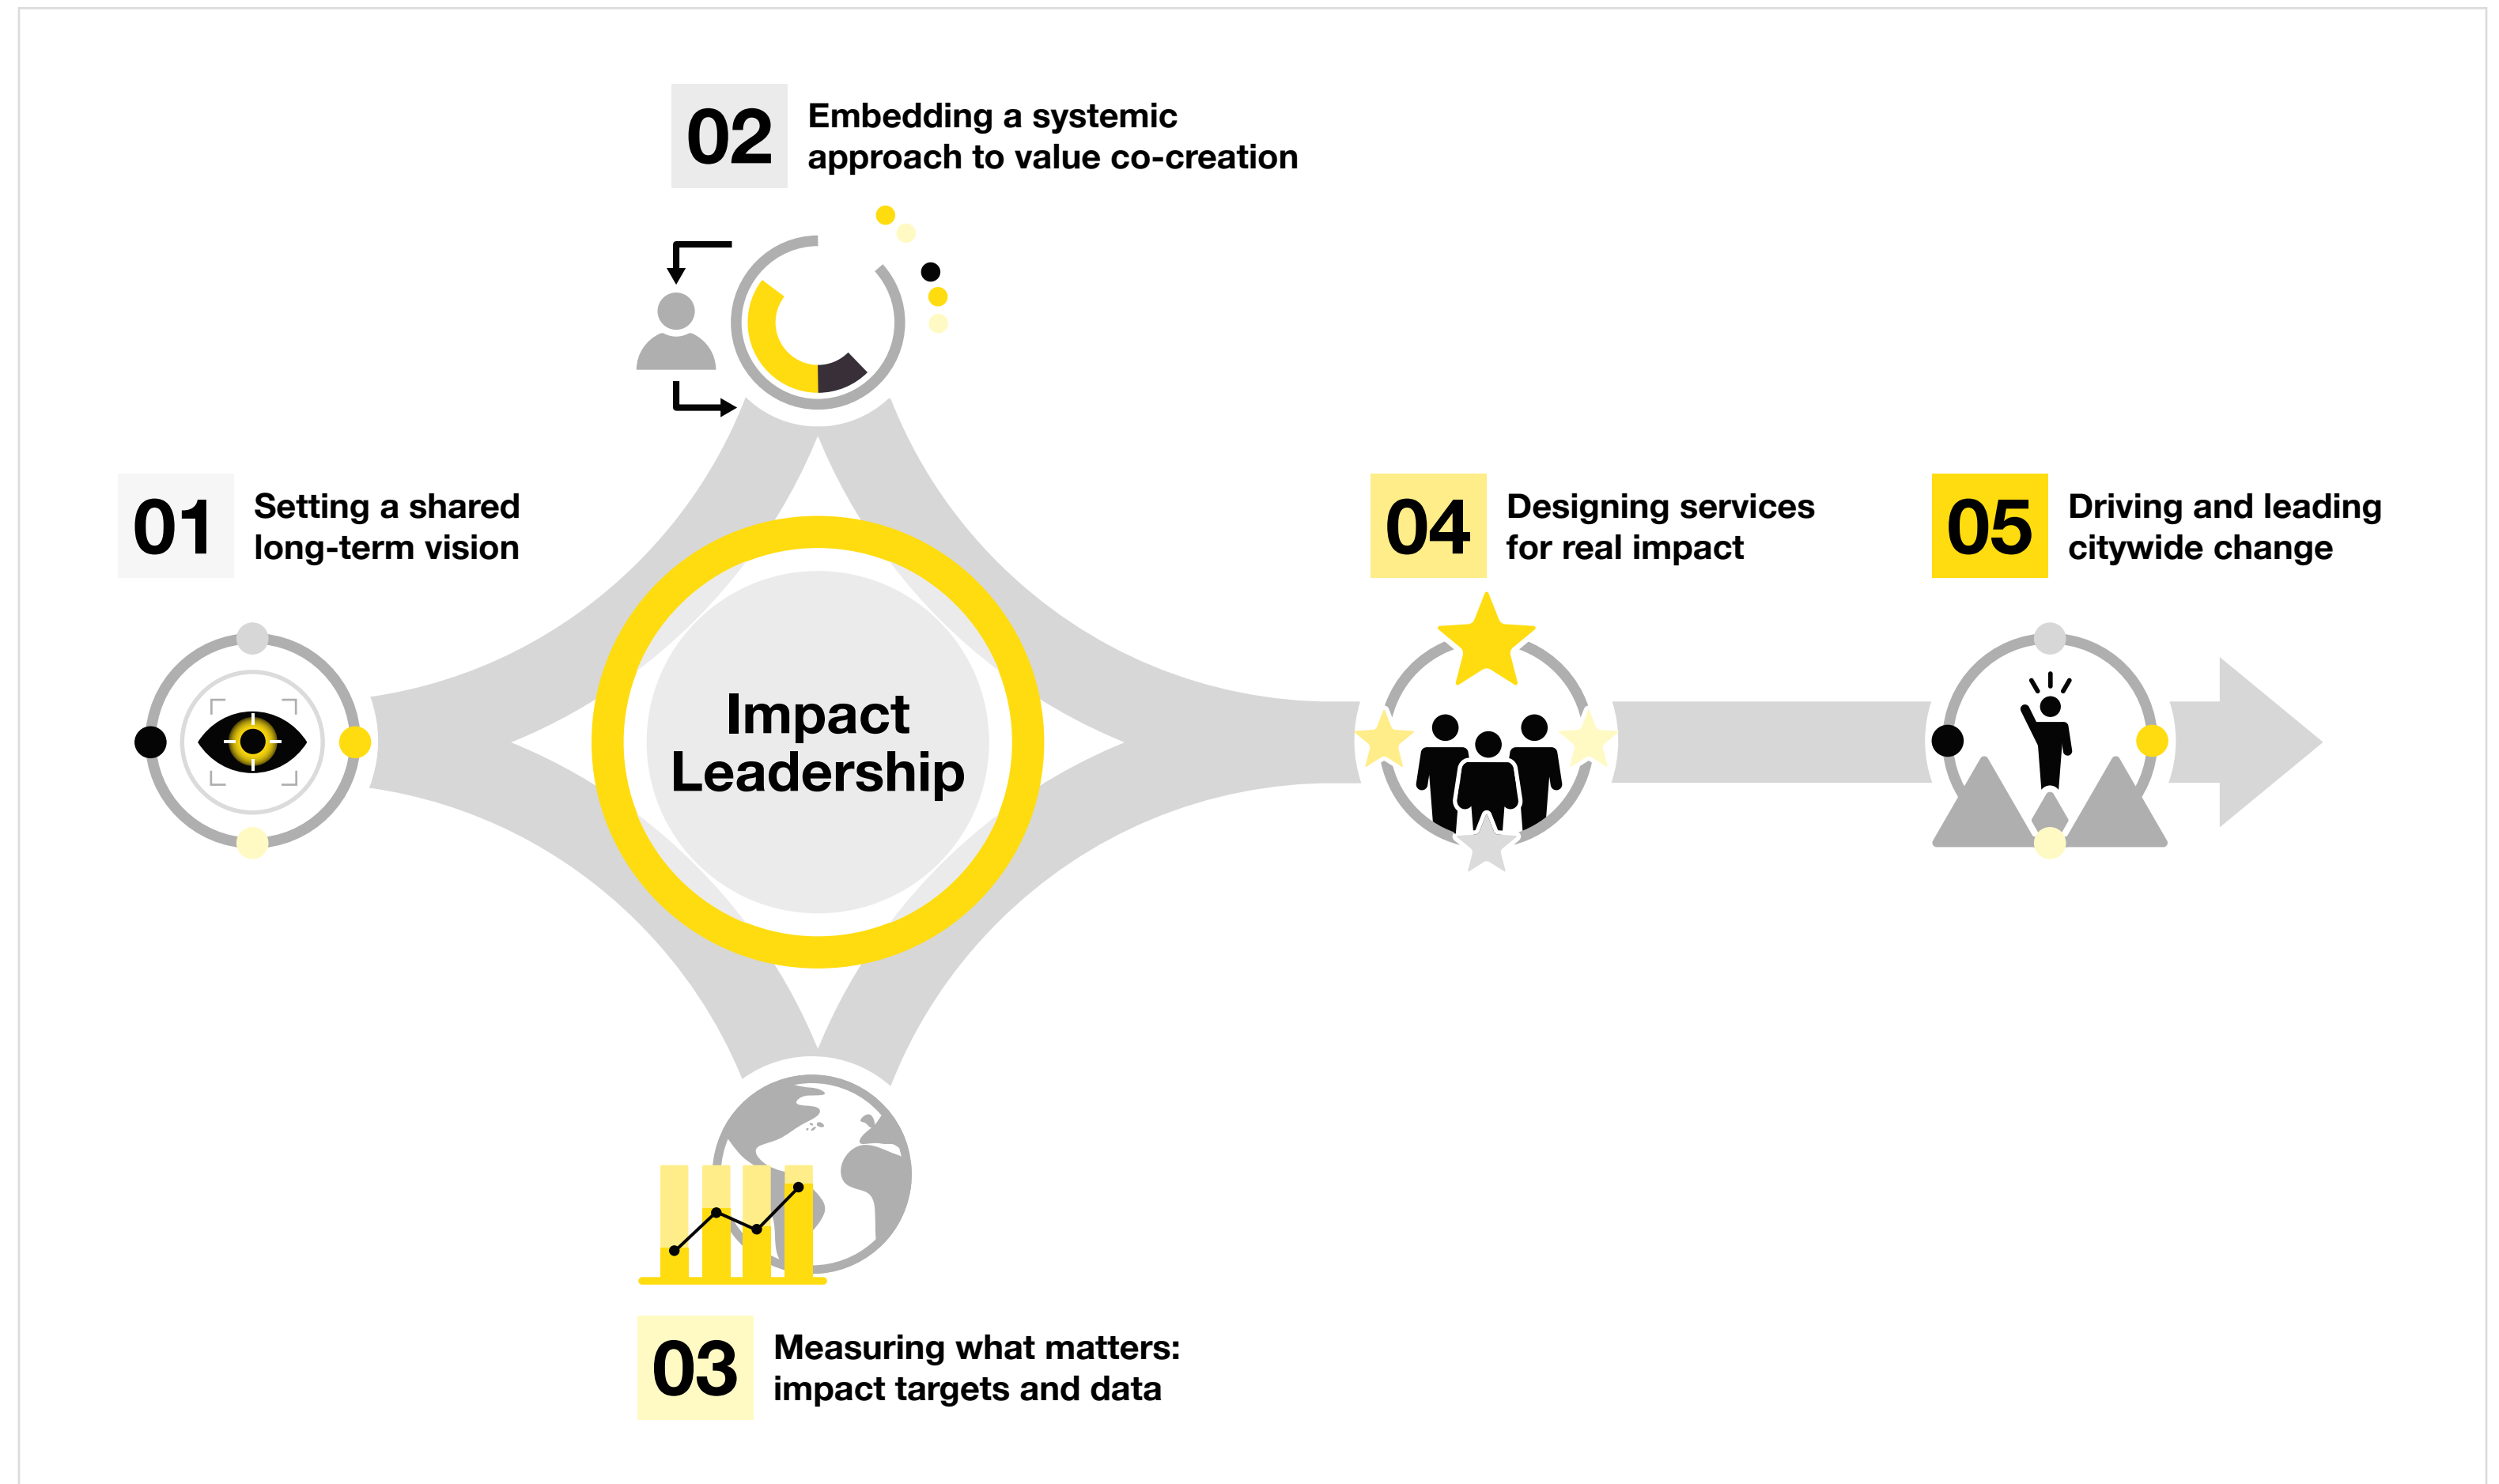 01
Setting a shared
long-term vision
02
Embedding a systemic
approach to value co-creation
Impact
Leadership
03
Measuring what matters:
impact targets and data
04
Designing services
for real impact
05
Driving and leading
citywide change